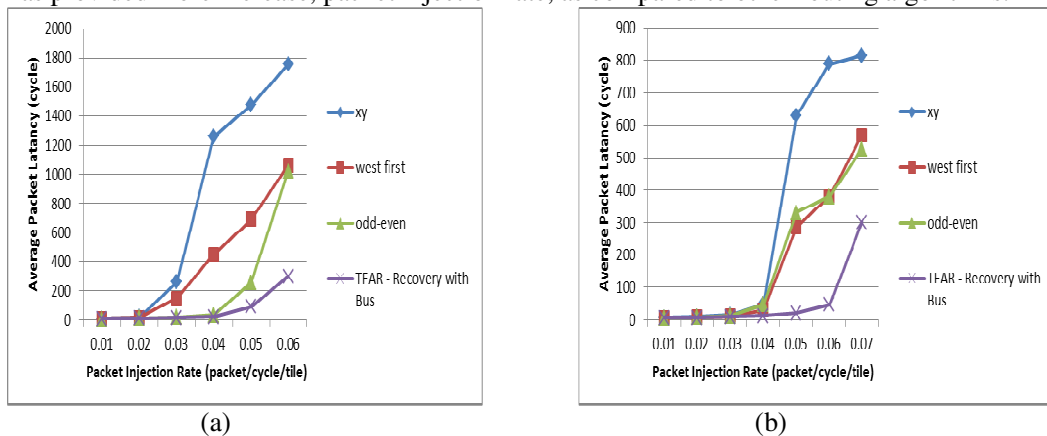 2000
1800
1600
1400
1200
1000
800
600
400
200
0
Average Packet Latancy (cycle)
0.01 0.02 0.03 0.04 0.05 0.06
Packet Injection Rate (packet/cycle/tile)
xy
west first
odd-even
TFAR - Recovery with
Bus
(a)
900
800
700
600
500
400
300
200
100
0
Average Packet Latency (cycle)
0.01 0.02 0.03 0.04 0.05 0.06 0.07
Packet Injection Rate (packet/cycle/tile)
xy
west first
odd-even
TFAR - Recovery with
Bus
(b)